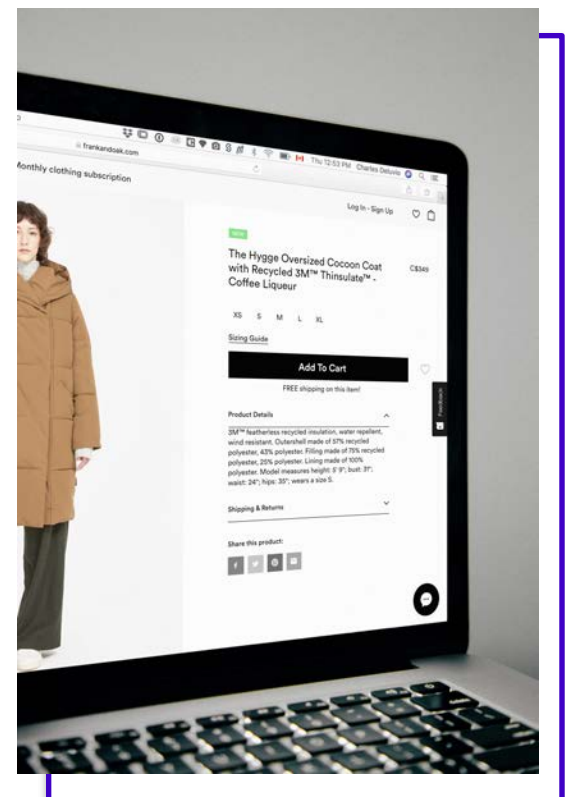 Thu 12:53 PM Charles Deluvio
frankandoak.com
Monthly clothing subscription
Log In - Sign Up
NEW
The Hygge Oversized Cocoon Coat
with Recycled 3M™ Thinsulate™ -
Coffee Liqueur
C$345
XS S M L XL
Sizing Guide
Add To Cart
FREE shipping on this item!
Feedback
Product Details
3M™ featherless recycled insulation, water repellent,
wind resistant. Outershell made of 57% recycled
polyester, 43% polyester. Filling made of 75% recycled
polyester, 25% polyester. Lining made of 100%
polyester. Model measures height: 5' 9"; bust: 31";
waist: 24"; hips: 35"; wears a size S.
Shipping & Returns
Share this product: